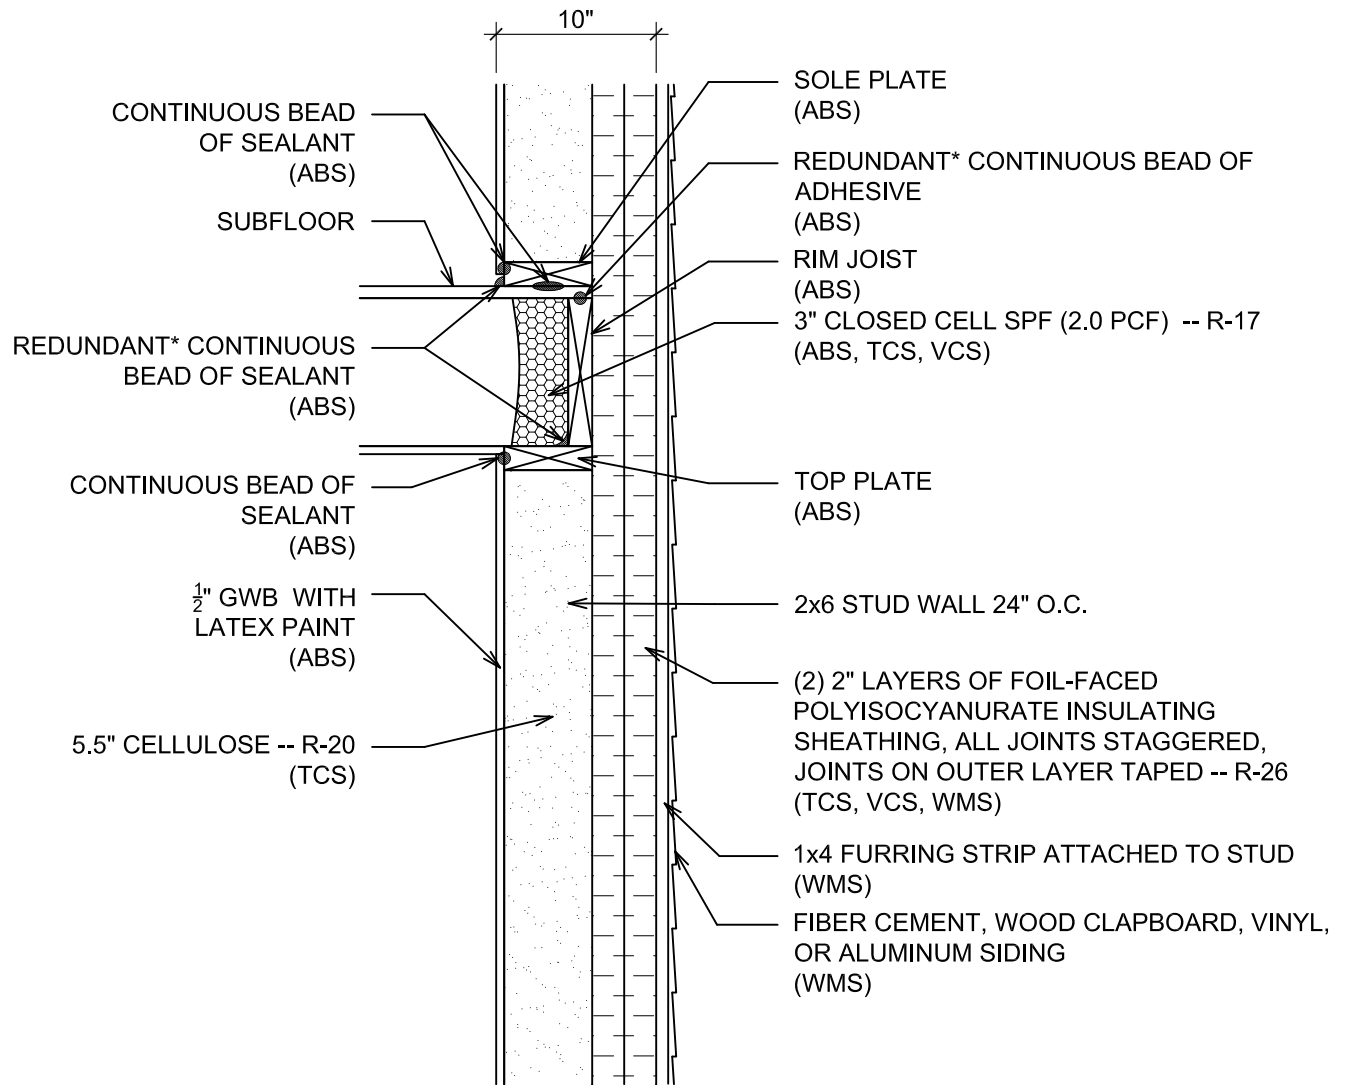 10"
CONTINUOUS BEAD
OF SEALANT
(ABS)
SUBFLOOR
REDUNDANT* CONTINUOUS
BEAD OF SEALANT
(ABS)
CONTINUOUS BEAD OF
SEALANT
(ABS)
1/2" GWB WITH
LATEX PAINT
(ABS)
5.5" CELLULOSE -- R-20
(TCS)
SOLE PLATE
(ABS)
REDUNDANT* CONTINUOUS BEAD OF
ADHESIVE
(ABS)
RIM JOIST
(ABS)
3" CLOSED CELL SPF (2.0 PCF) -- R-17
(ABS, TCS, VCS)
TOP PLATE
(ABS)
2x6 STUD WALL 24" O.C.
(2) 2" LAYERS OF FOIL-FACED
POLYISOCYANURATE INSULATING
SHEATHING, ALL JOINTS STAGGERED,
JOINTS ON OUTER LAYER TAPED -- R-26
(TCS, VCS, WMS)
1x4 FURRING STRIP ATTACHED TO STUD
(WMS)
FIBER CEMENT, WOOD CLAPBOARD, VINYL,
OR ALUMINUM SIDING
(WMS)